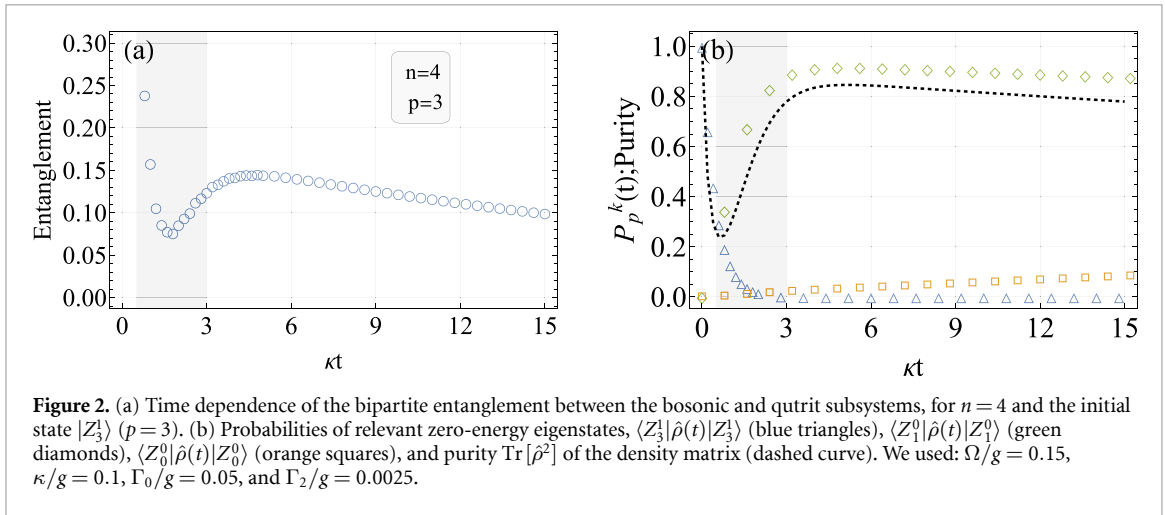 (a)
n=4
p=3
0.30
0.25
0.20
0.15
0.10
0.05
0.00
Entanglement
0 3 6 9 12 15
κt
(b)
1.0
0.8
0.6
0.4
0.2
0.0
P_p^k(t);Purity
0 3 6 9 12 15
κt
Figure 2. (a) Time dependence of the bipartite entanglement between the bosonic and qutrit subsystems, for n = 4 and the initial
state |Z_3^1⟩ (p = 3). (b) Probabilities of relevant zero-energy eigenstates, ⟨Z_3^1|ρ̂(t)|Z_3^1⟩ (blue triangles), ⟨Z_1^0|ρ̂(t)|Z_1^0⟩ (green
diamonds), ⟨Z_0^0|ρ̂(t)|Z_0^0⟩ (orange squares), and purity Tr[ρ̂²] of the density matrix (dashed curve). We used: Ω/g = 0.15,
κ/g = 0.1, Γ₀/g = 0.05, and Γ₂/g = 0.0025.